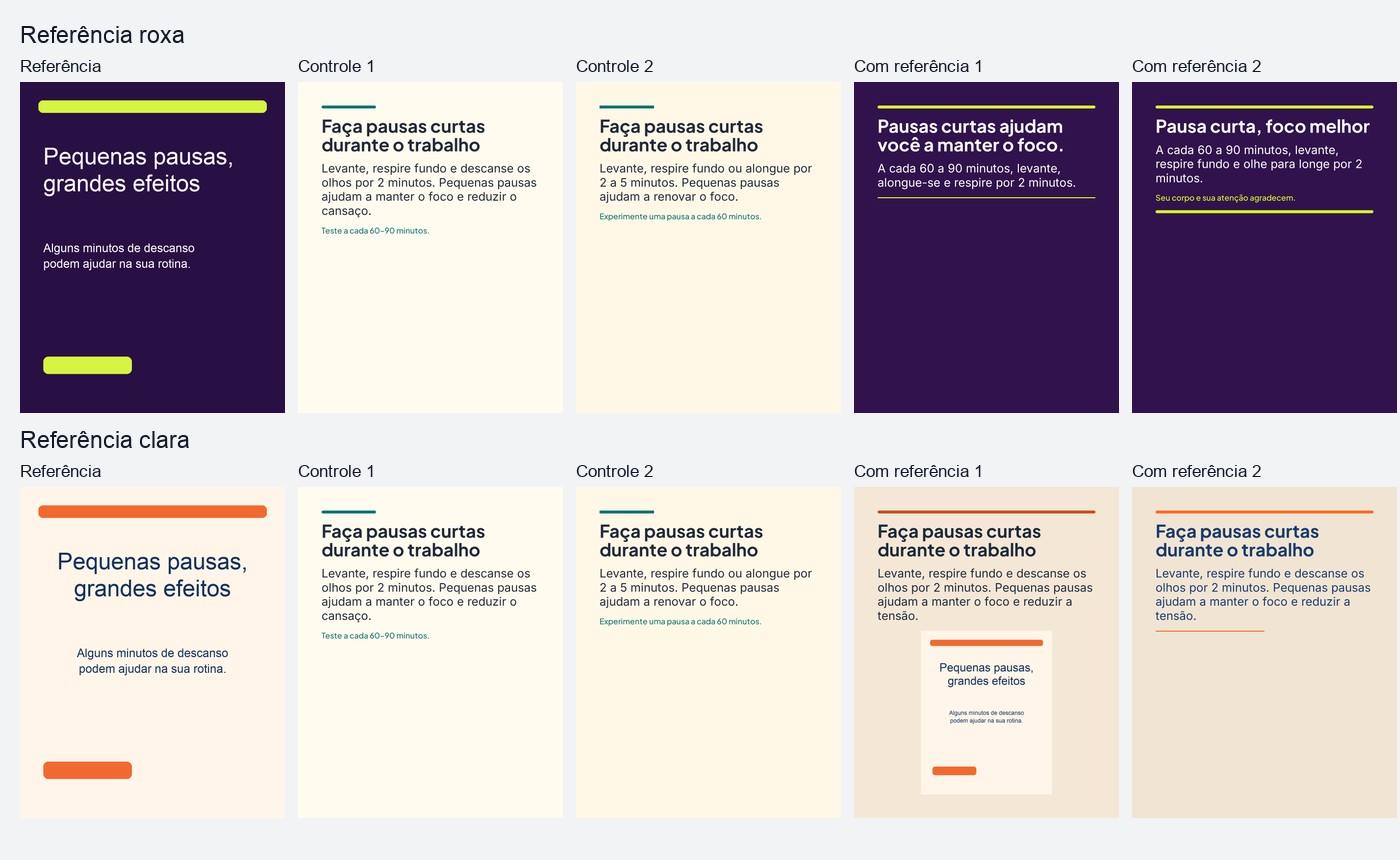 Referência roxa
Referência
Controle 1
Controle 2
Com referência 1
Com referência 2
Pequenas pausas,
grandes efeitos
Alguns minutos de descanso
podem ajudar na sua rotina.
Faça pausas curtas
durante o trabalho
Levante, respire fundo e descanse os
olhos por 2 minutos. Pequenas pausas
ajudam a manter o foco e reduzir o
cansaço.
Teste a cada 60–90 minutos.
Faça pausas curtas
durante o trabalho
Levante, respire fundo ou alongue por
2 a 5 minutos. Pequenas pausas
ajudam a renovar o foco.
Experimente uma pausa a cada 60 minutos.
Pausas curtas ajudam
você a manter o foco.
A cada 60 a 90 minutos, levante,
alongue-se e respire por 2 minutos.
Pausa curta, foco melhor
A cada 60 a 90 minutos, levante,
respire fundo e olhe para longe por 2
minutos.
Seu corpo e sua atenção agradecem.
Referência clara
Referência
Controle 1
Controle 2
Com referência 1
Com referência 2
Pequenas pausas,
grandes efeitos
Alguns minutos de descanso
podem ajudar na sua rotina.
Faça pausas curtas
durante o trabalho
Levante, respire fundo e descanse os
olhos por 2 minutos. Pequenas pausas
ajudam a manter o foco e reduzir o
cansaço.
Teste a cada 60–90 minutos.
Faça pausas curtas
durante o trabalho
Levante, respire fundo ou alongue por
2 a 5 minutos. Pequenas pausas
ajudam a renovar o foco.
Experimente uma pausa a cada 60 minutos.
Faça pausas curtas
durante o trabalho
Levante, respire fundo e descanse os
olhos por 2 minutos. Pequenas pausas
ajudam a manter o foco e reduzir a
tensão.
Pequenas pausas,
grandes efeitos
Alguns minutos de descanso
podem ajudar na sua rotina.
Faça pausas curtas
durante o trabalho
Levante, respire fundo e descanse os
olhos por 2 minutos. Pequenas pausas
ajudam a manter o foco e reduzir a
tensão.